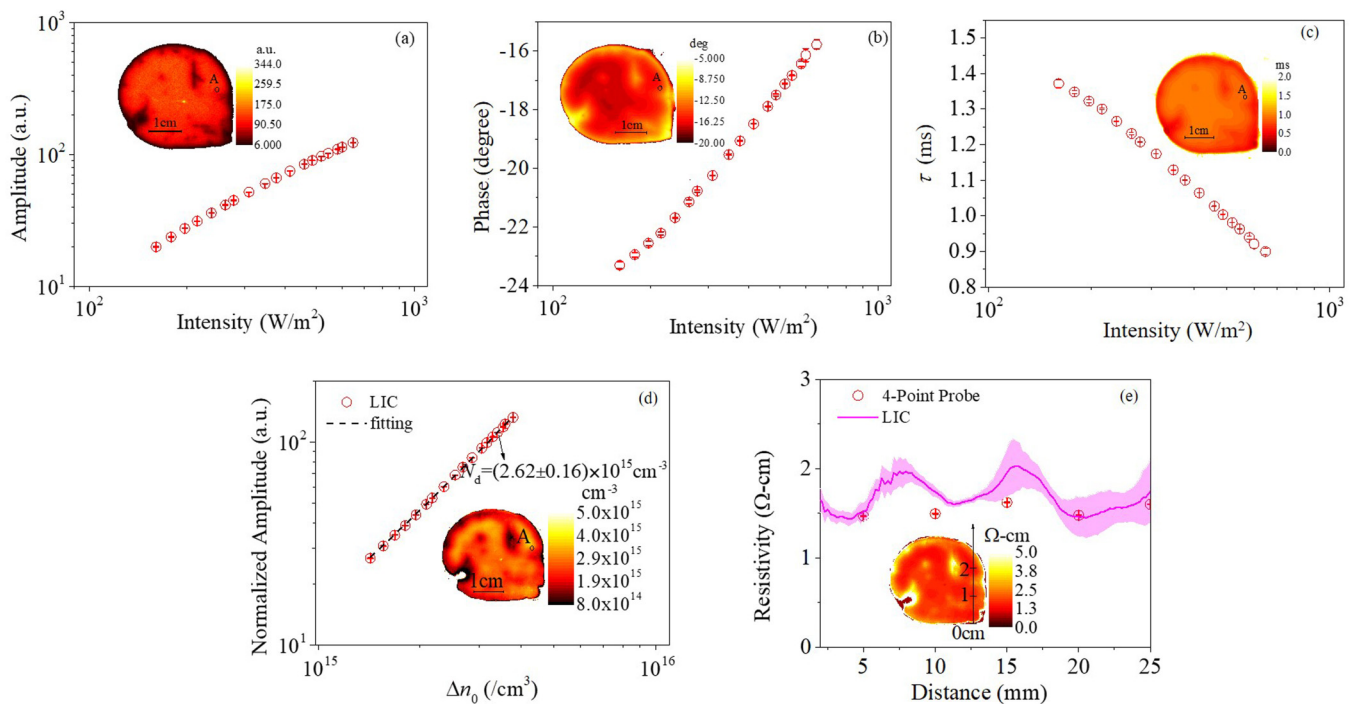 (a)
10³
10²
10¹
Amplitude (a.u.)
10² 10³
Intensity (W/m²)
a.u.
344.0
259.5
175.0
90.50
6.000
A
1cm
(b)
-16
-18
-20
-22
-24
Phase (degree)
10² 10³
Intensity (W/m²)
deg
-5.000
-8.750
-12.50
-16.25
-20.00
A
1cm
(c)
1.5
1.4
1.3
1.2
1.1
1.0
0.9
0.8
τ (ms)
10² 10³
Intensity (W/m²)
ms
2.0
1.5
1.0
0.5
0.0
A
1cm
(d)
LIC
fitting
10²
10¹
Normalized Amplitude (a.u.)
N_d=(2.62±0.16)×10¹⁵cm⁻³
cm⁻³
5.0x10¹⁵
4.0x10¹⁵
2.9x10¹⁵
1.9x10¹⁵
8.0x10¹⁴
A
1cm
10¹⁵ 10¹⁶
Δn₀ (/cm³)
(e)
4-Point Probe
LIC
3
2
1
0
Resistivity (Ω-cm)
Ω-cm
5.0
3.8
2.5
1.3
0.0
2
1
0cm
5 10 15 20 25
Distance (mm)